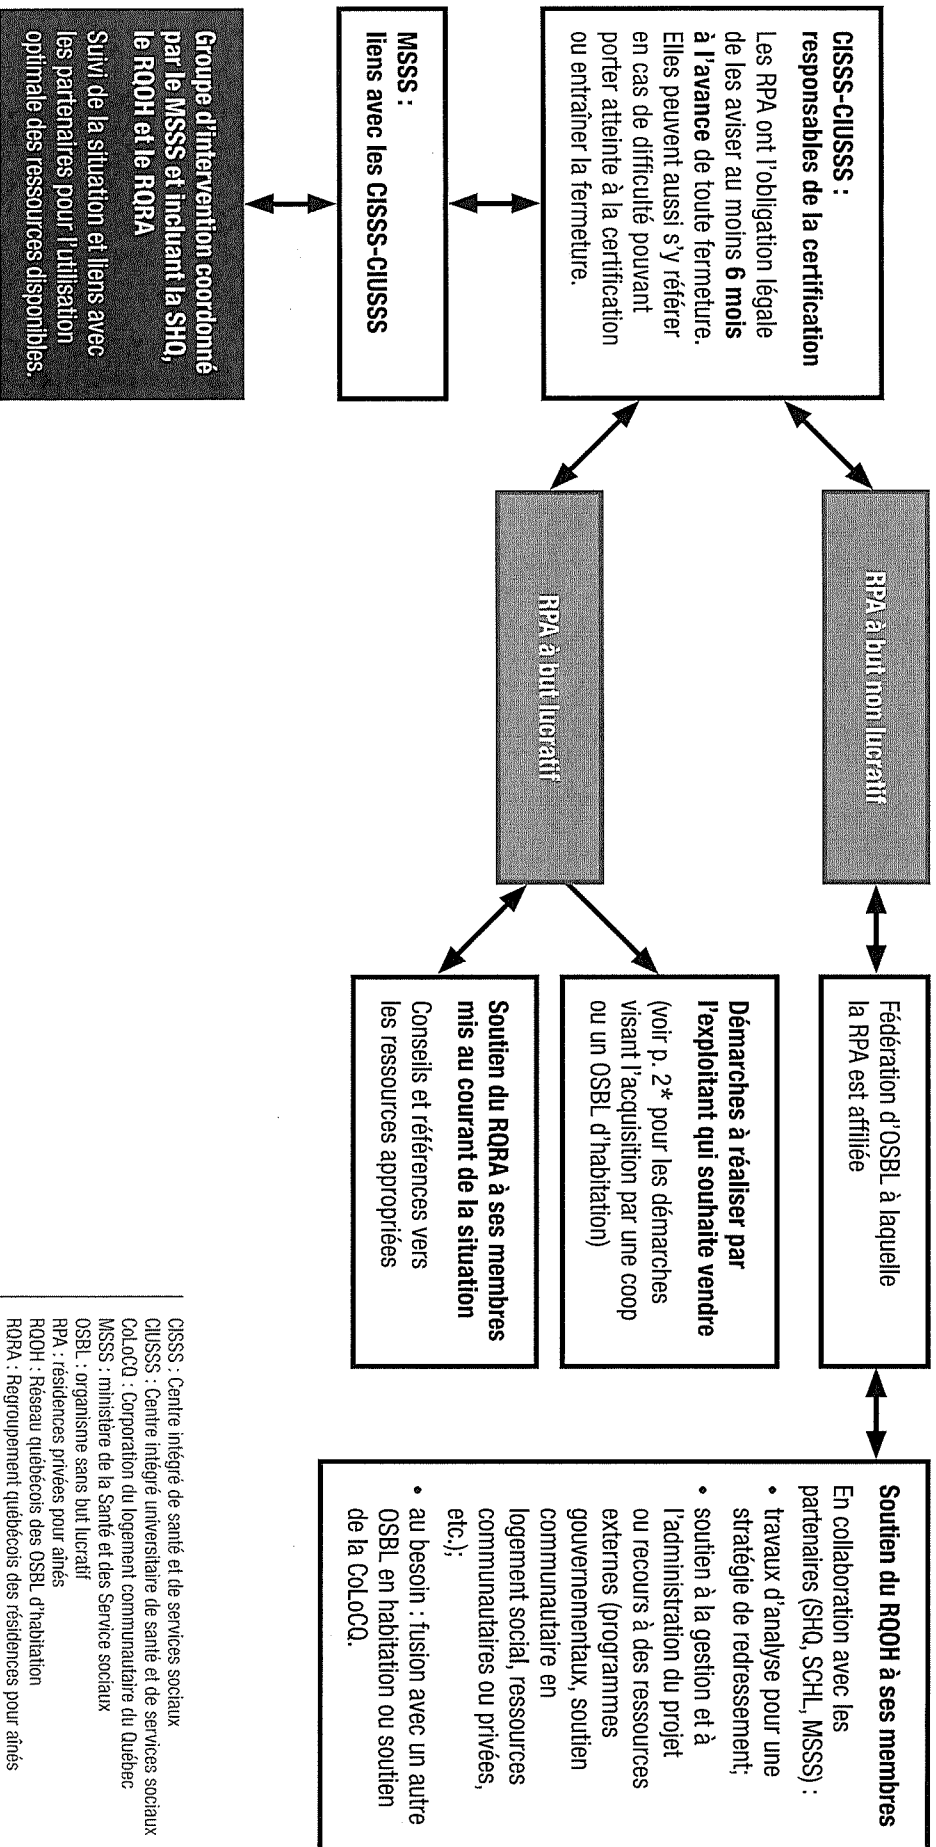 CISSS-CIUSSS :
responsables de la certification
Les RPA ont l'obligation légale
de les aviser au moins 6 mois
à l'avance de toute fermeture.
Elles peuvent aussi s'y référer
en cas de difficulté pouvant
porter atteinte à la certification
ou entraîner la fermeture.
MSSS :
liens avec les CISSS-CIUSSS
Groupe d'intervention coordonné
par le MSSS et incluant la SHQ,
le RQOH et le RQRA
Suivi de la situation et liens avec
les partenaires pour l'utilisation
optimale des ressources disponibles.
RPA à but non lucratif
RPA à but lucratif
Fédération d'OSBL à laquelle
la RPA est affiliée
Démarches à réaliser par
l'exploitant qui souhaite vendre
(voir p. 2* pour les démarches
visant l'acquisition par une coop
ou un OSBL d'habitation)
Soutien du RQRA à ses membres
mis au courant de la situation
Conseils et références vers
les ressources appropriées
Soutien du RQOH à ses membres
En collaboration avec les
partenaires (SHQ, SCHL, MSSS) :
• travaux d'analyse pour une
stratégie de redressement;
• soutien à la gestion et à
l'administration du projet
ou recours à des ressources
externes (programmes
gouvernementaux, soutien
communautaire en
logement social, ressources
communautaires ou privées,
etc.);
• au besoin : fusion avec un autre
OSBL en habitation ou soutien
de la CoLoCQ.
CISSS : Centre intégré de santé et de services sociaux
CIUSSS : Centre intégré universitaire de santé et de services sociaux
CoLoCQ : Corporation du logement communautaire du Québec
MSSS : ministère de la Santé et des Service sociaux
OSBL : organisme sans but lucratif
RPA : résidences privées pour aînés
RQOH : Réseau québécois des OSBL d'habitation
RQRA : Regroupement québécois des résidences pour aînés